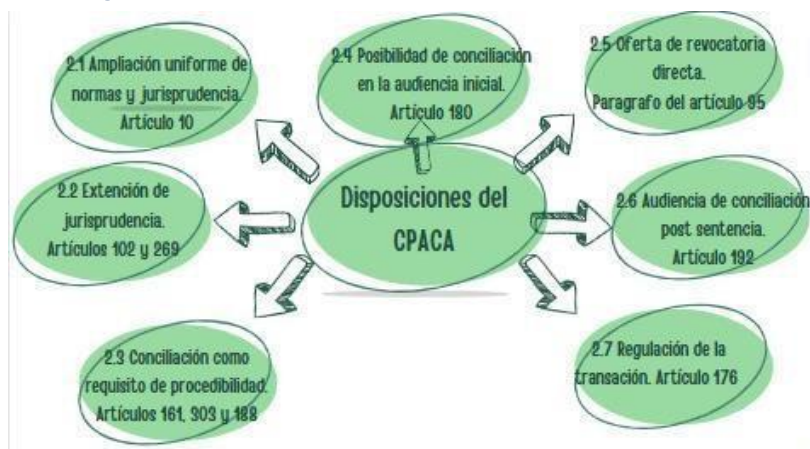 2.1 Ampliación uniforme de
normas y jurisprudencia.
Artículo 10
2.4 Posibilidad de conciliación
en la audiencia inicial.
Artículo 180
2.5 Oferta de revocatoria
directa.
Paragrafo del artículo 95
2.2 Extención de
jurisprudencia.
Artículos 102 y 269
Disposiciones del
CPACA
2.6 Audiencia de conciliación
post sentencia.
Artículo 192
2.3 Conciliación como
requisito de procedibilidad.
Artículos 161, 303 y 188
2.7 Regulación de la
transación. Artículo 176